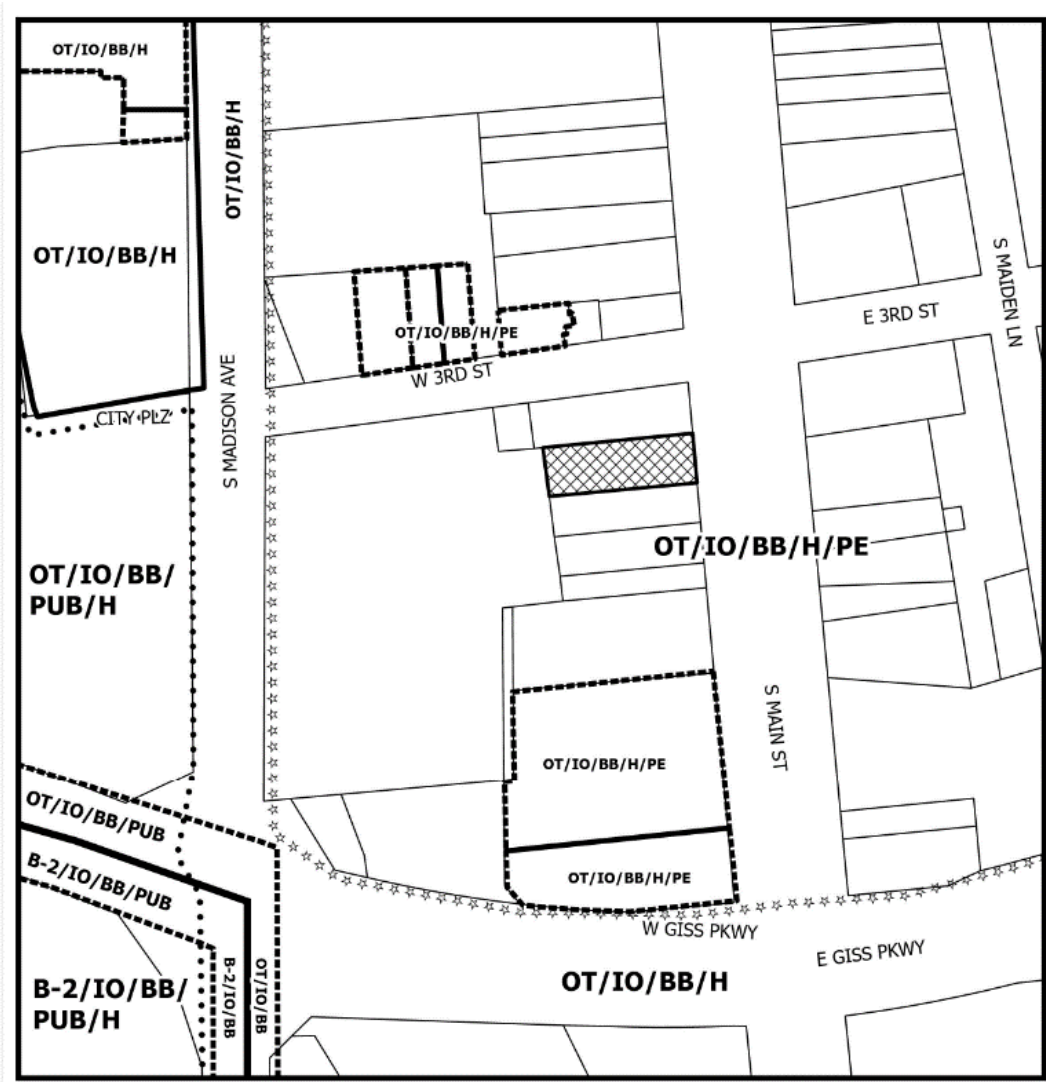 OT/IO/BB/H
OT/IO/BB/H
OT/IO/BB/H
S MAIDEN LN
E 3RD ST
OT/IO/BB/H/PE
W 3RD ST
S MADISON AVE
CITY PLZ
OT/IO/BB/H/PE
OT/IO/BB/
PUB/H
S MAIN ST
OT/IO/BB/H/PE
OT/IO/BB/PUB
B-2/IO/BB/PUB
OT/IO/BB/H/PE
W GISS PKWY
E GISS PKWY
OT/IO/BB/H
B-2/IO/BB/
PUB/H
B-2/IO/BB
OT/IO/BB